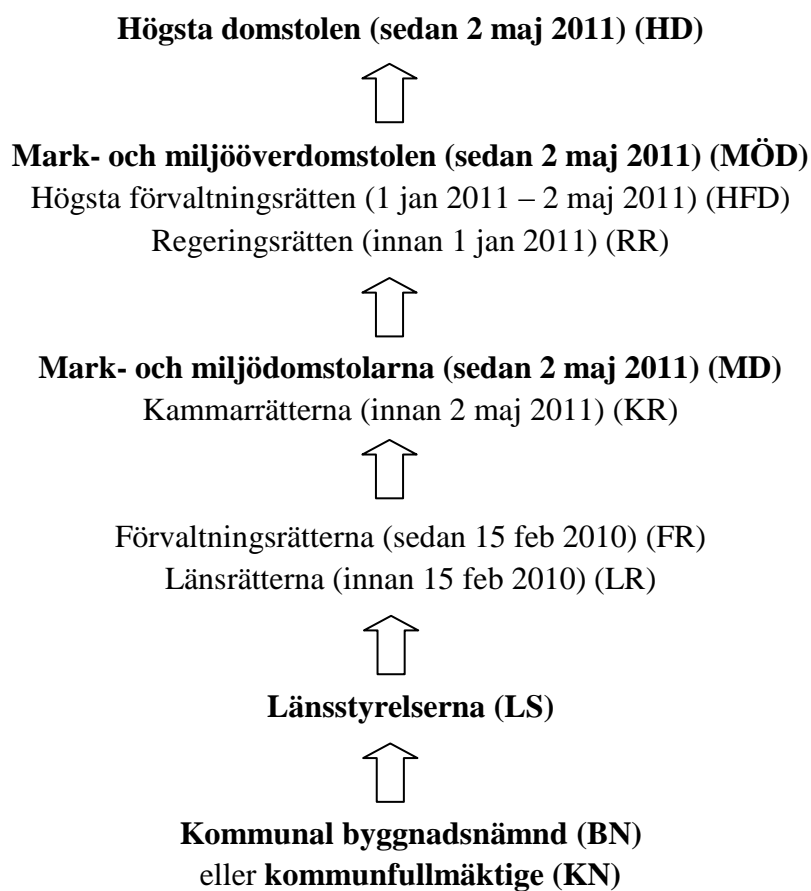 Högsta domstolen (sedan 2 maj 2011) (HD)
Mark- och miljööverdomstolen (sedan 2 maj 2011) (MÖD)
Högsta förvaltningsrätten (1 jan 2011 – 2 maj 2011) (HFD)
Regeringsrätten (innan 1 jan 2011) (RR)
Mark- och miljödomstolarna (sedan 2 maj 2011) (MD)
Kammarrätterna (innan 2 maj 2011) (KR)
Förvaltningsrätterna (sedan 15 feb 2010) (FR)
Länsrätterna (innan 15 feb 2010) (LR)
Länsstyrelserna (LS)
Kommunal byggnadsnämnd (BN)
eller kommunfullmäktige (KN)